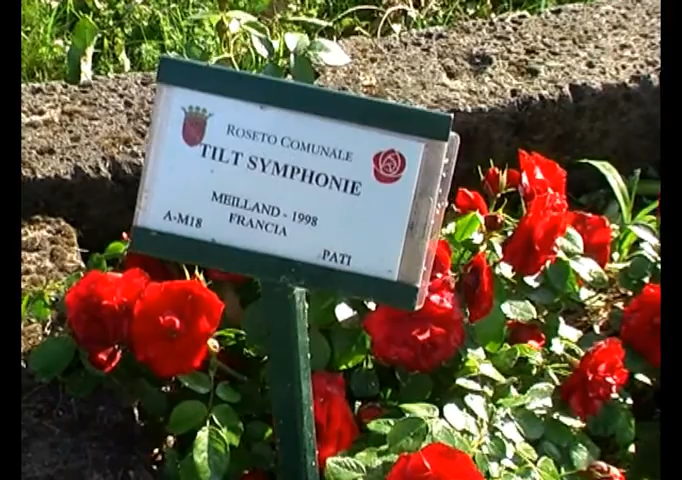 ROSETO COMUNALE
TILT SYMPHONIE
MEILLAND - 1998
A-M18 FRANCIA
PATI